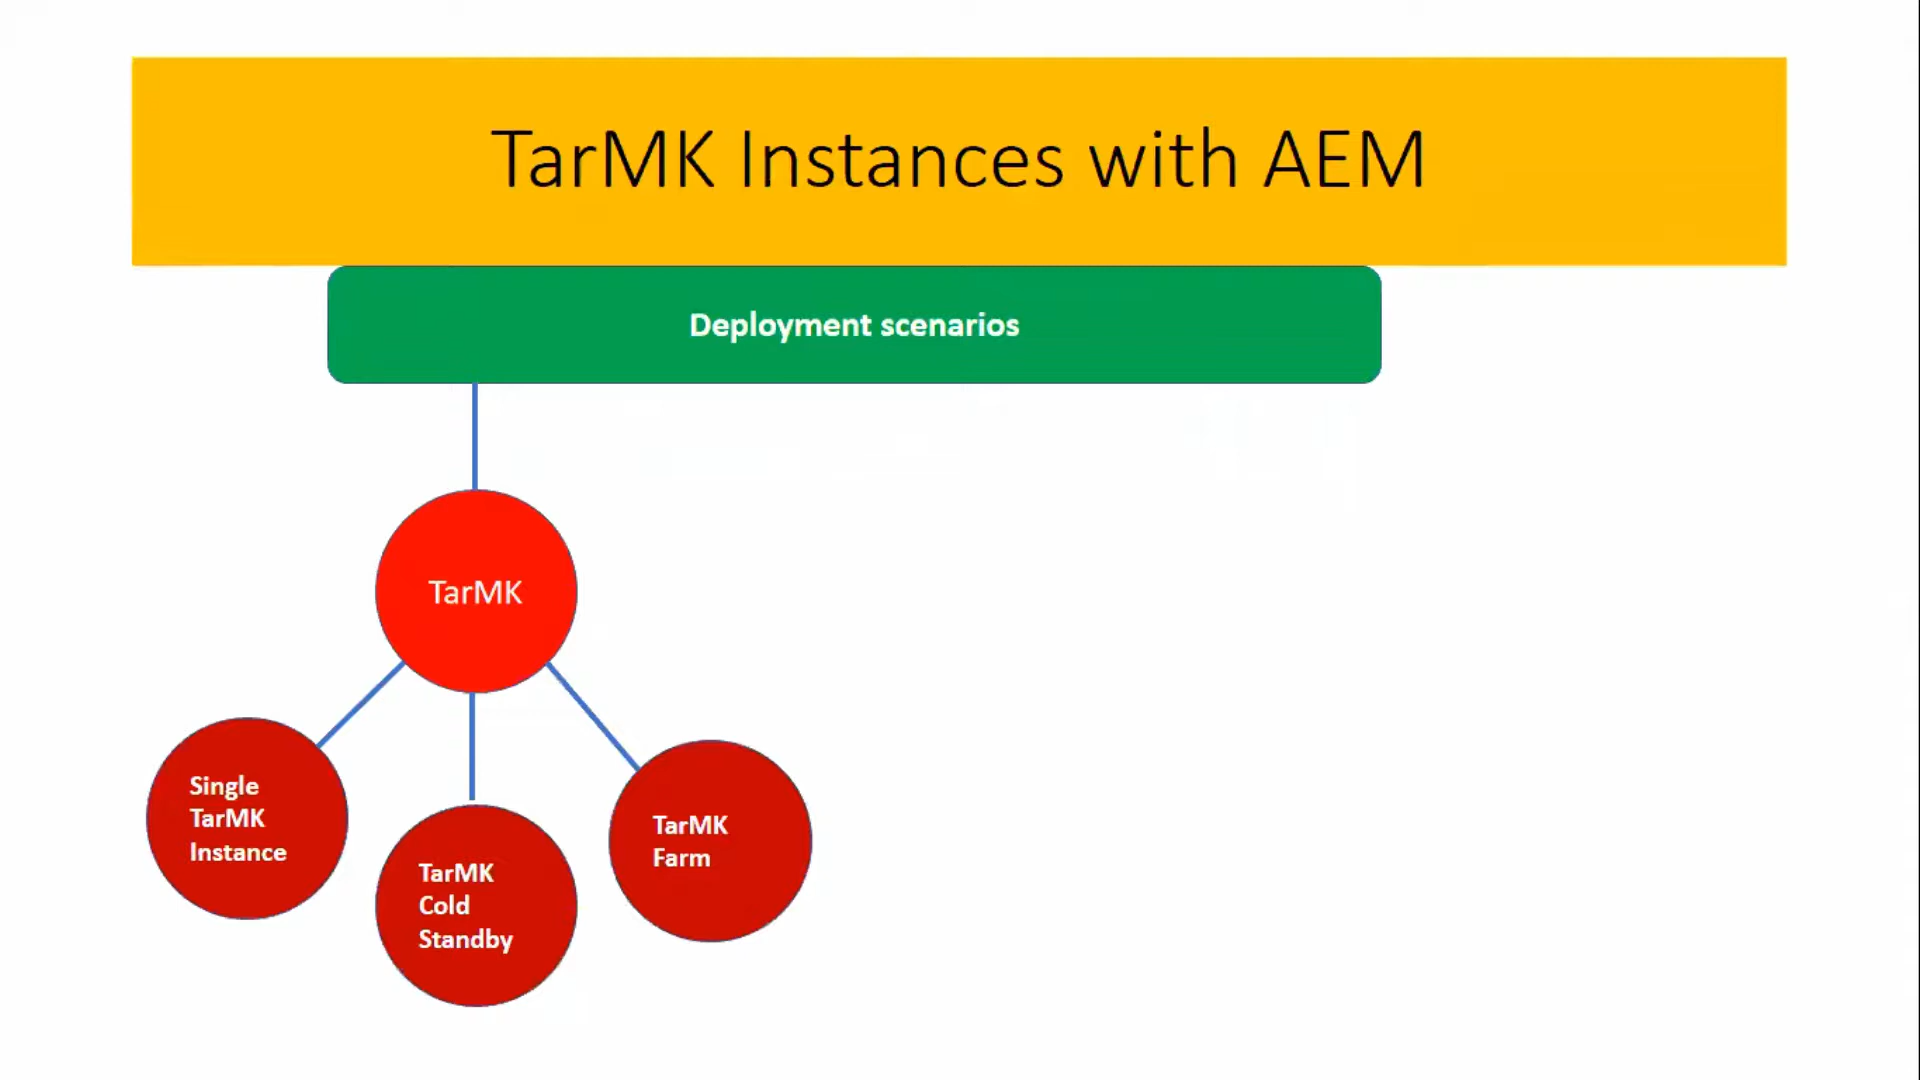 TarMK Instances with AEM
Deployment scenarios
TarMK
Single
TarMK
Instance
TarMK
Cold
Standby
TarMK
Farm